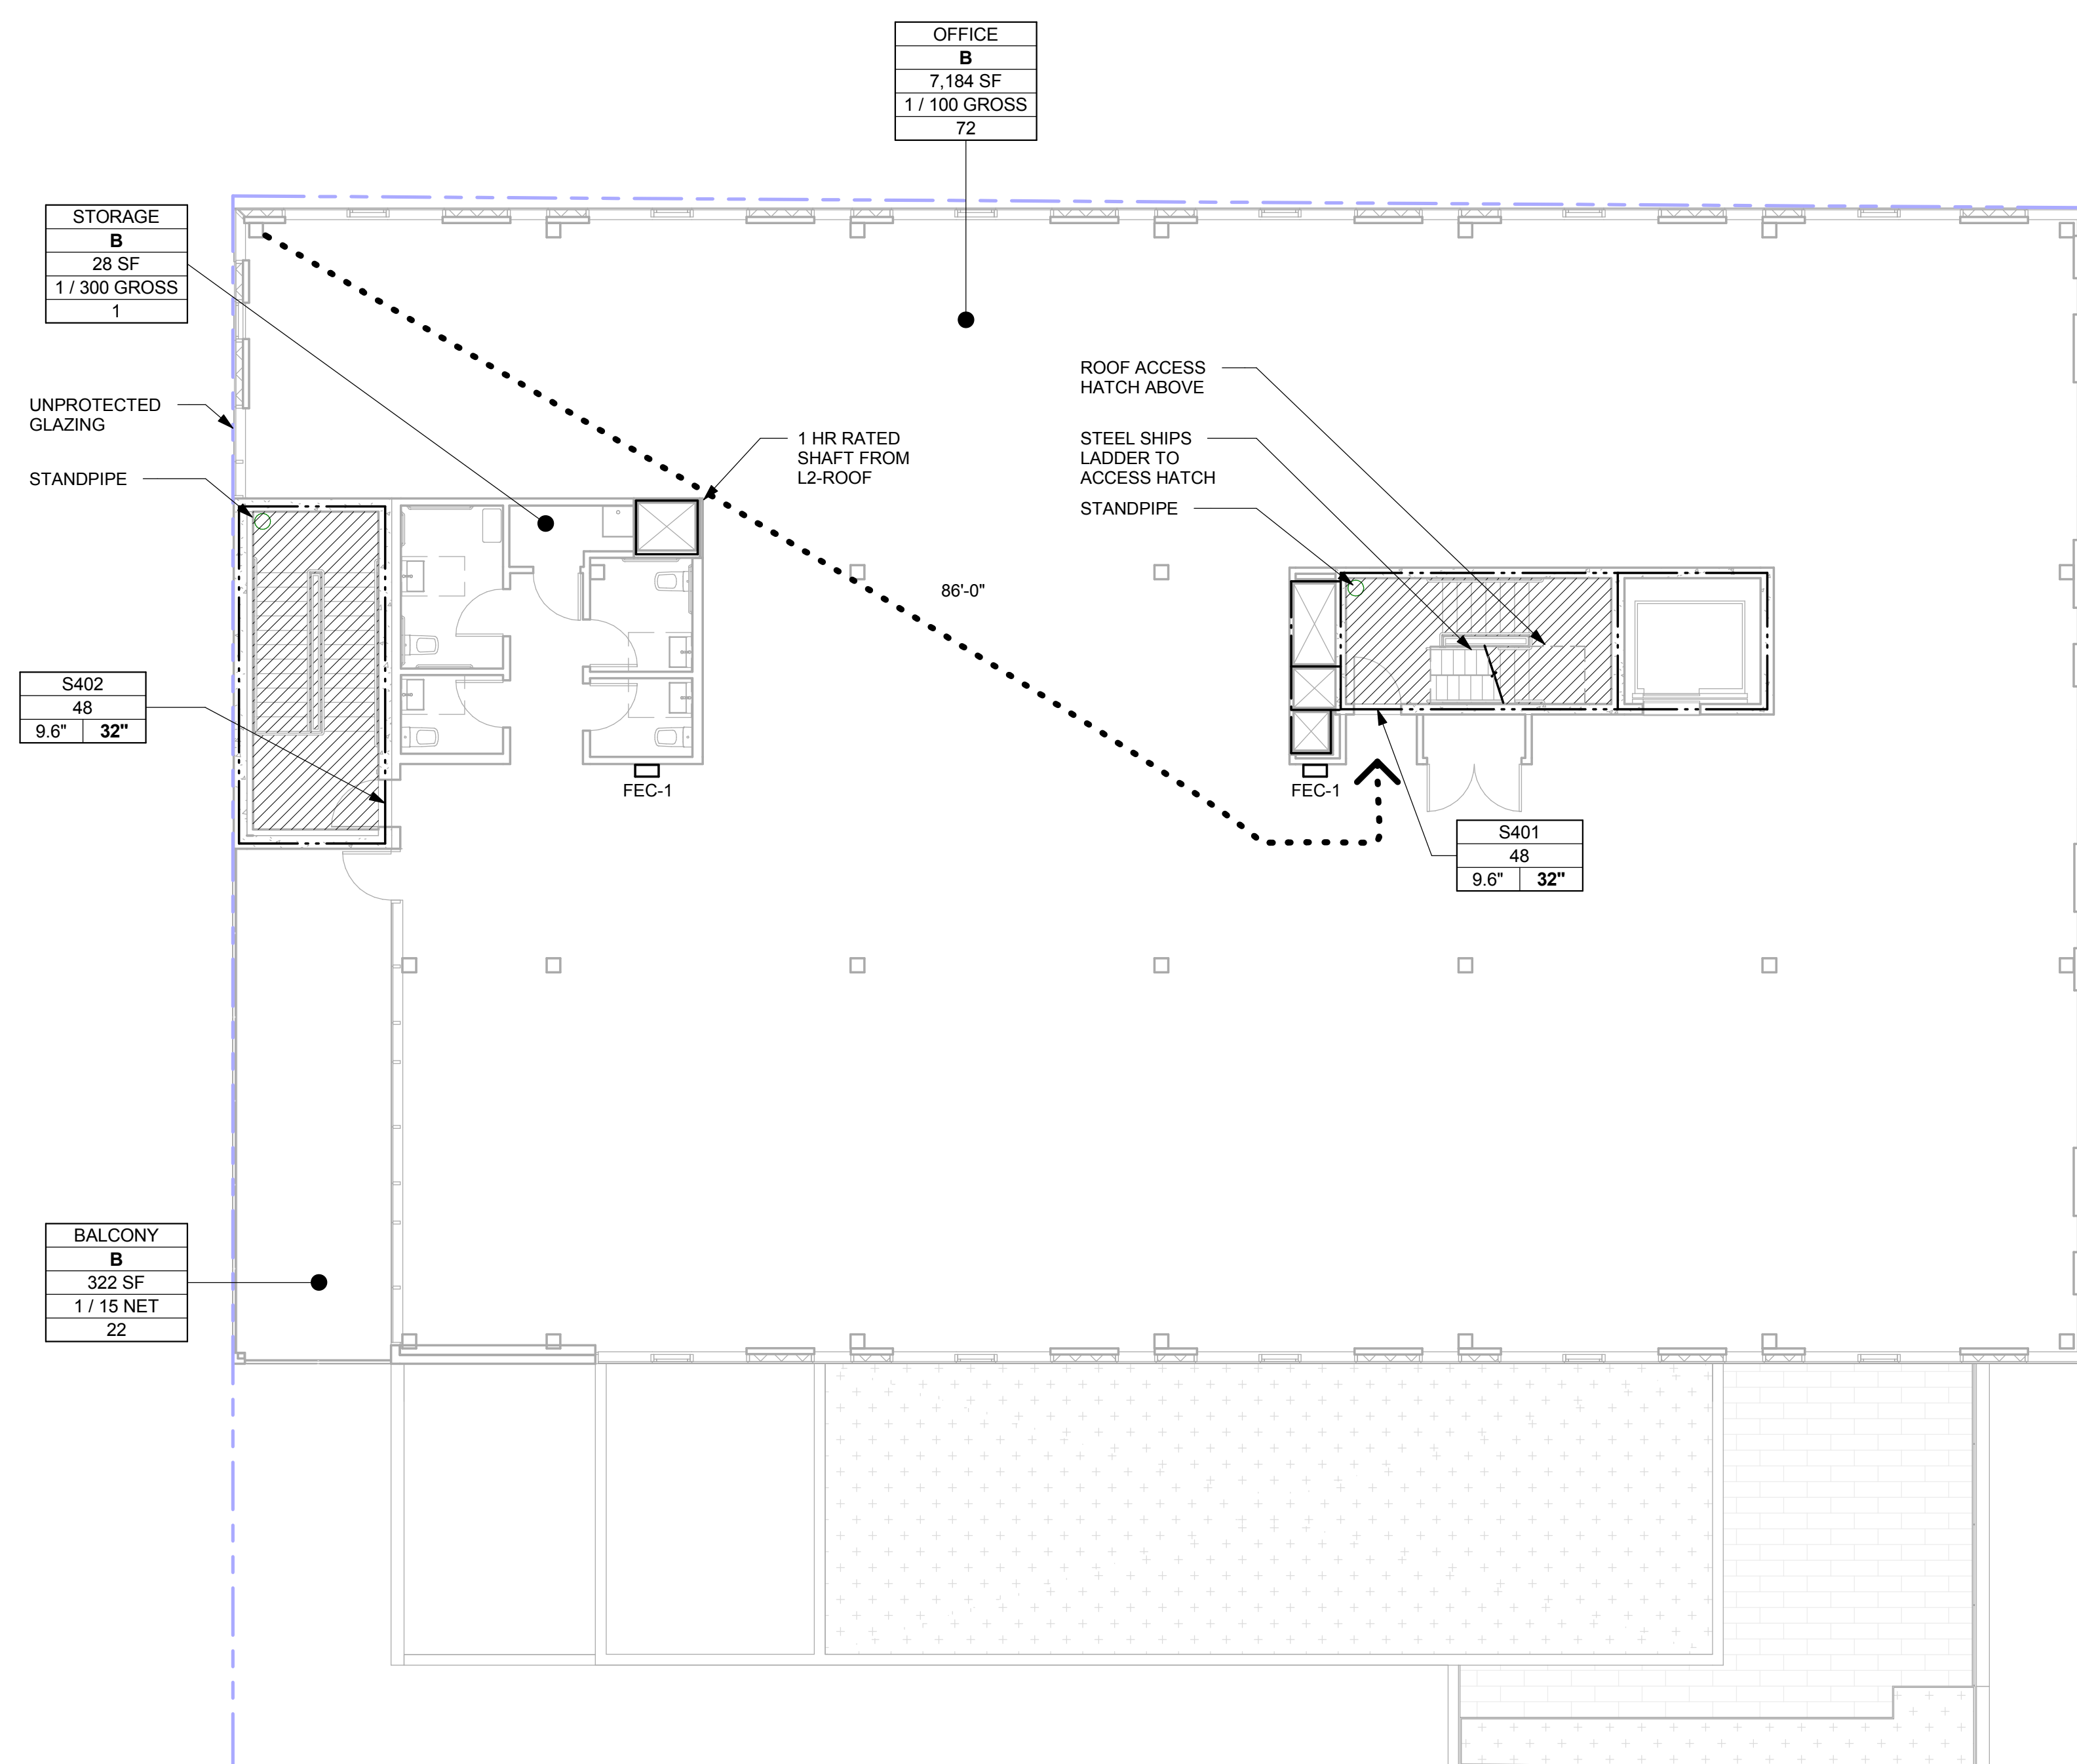 OFFICE
B
7,184 SF
1 / 100 GROSS
72
STORAGE
B
28 SF
1 / 300 GROSS
1
UNPROTECTED
GLAZING
STANDPIPE
1 HR RATED
SHAFT FROM
L2-ROOF
ROOF ACCESS
HATCH ABOVE
STEEL SHIPS
LADDER TO
ACCESS HATCH
STANDPIPE
86'-0"
S402
48
9.6" 32"
FEC-1
FEC-1
S401
48
9.6" 32"
BALCONY
B
322 SF
1 / 15 NET
22